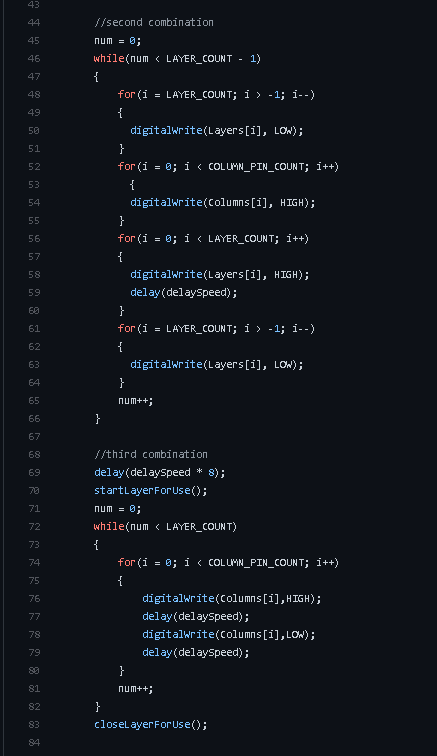 43
44 //second combination
45 num = 0;
46 while(num < LAYER_COUNT - 1)
47 {
48 for(i = LAYER_COUNT; i > -1; i--)
49 {
50 digitalWrite(Layers[i], LOW);
51 }
52 for(i = 0; i < COLUMN_PIN_COUNT; i++)
53 {
54 digitalWrite(Columns[i], HIGH);
55 }
56 for(i = 0; i < LAYER_COUNT; i++)
57 {
58 digitalWrite(Layers[i], HIGH);
59 delay(delaySpeed);
60 }
61 for(i = LAYER_COUNT; i > -1; i--)
62 {
63 digitalWrite(Layers[i], LOW);
64 }
65 num++;
66 }
67
68 //third combination
69 delay(delaySpeed * 8);
70 startLayerForUse();
71 num = 0;
72 while(num < LAYER_COUNT)
73 {
74 for(i = 0; i < COLUMN_PIN_COUNT; i++)
75 {
76 digitalWrite(Columns[i],HIGH);
77 delay(delaySpeed);
78 digitalWrite(Columns[i],LOW);
79 delay(delaySpeed);
80 }
81 num++;
82 }
83 closeLayerForUse();
84